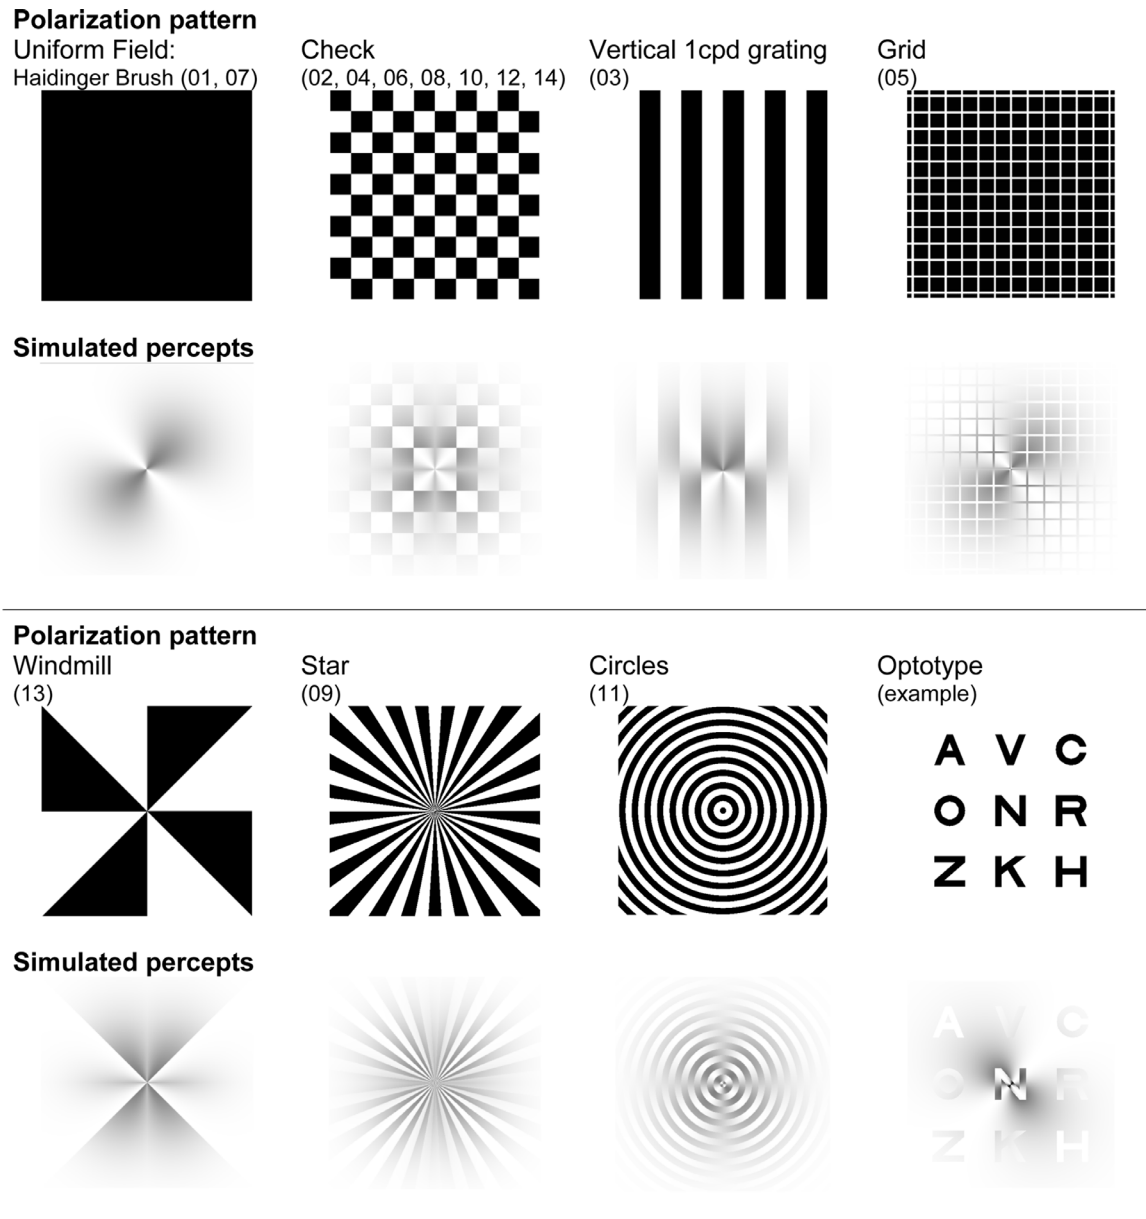 Polarization pattern
Uniform Field:
Haidinger Brush (01, 07)
Check
(02, 04, 06, 08, 10, 12, 14)
Vertical 1cpd grating
(03)
Grid
(05)
Simulated percepts
Polarization pattern
Windmill
(13)
Star
(09)
Circles
(11)
Optotype
(example)
A V C
O N R
Z K H
Simulated percepts
A V C
O N R
Z K H